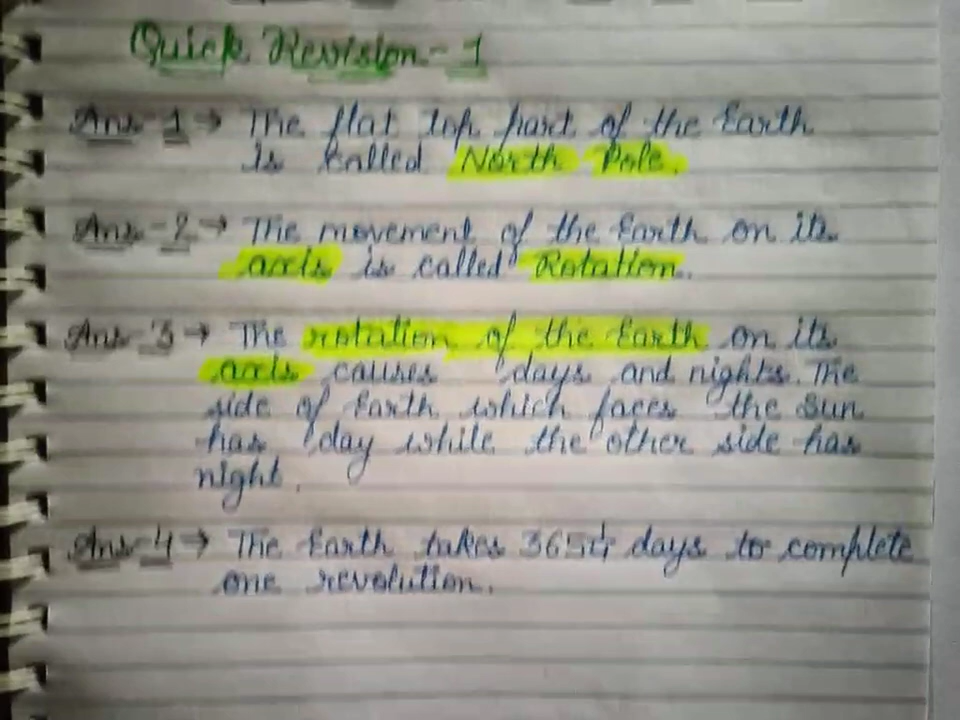 Quick Revision - 1
Ans-1 → The flat top part of the Earth
is called North Pole.
Ans-2 → The movement of the Earth on its
axis is called Rotation.
Ans-3 → The rotation of the Earth on its
axis causes days and nights. The
side of Earth which faces the Sun
has day while the other side has
night.
Ans-4 → The Earth takes 365¼ days to complete
one revolution.